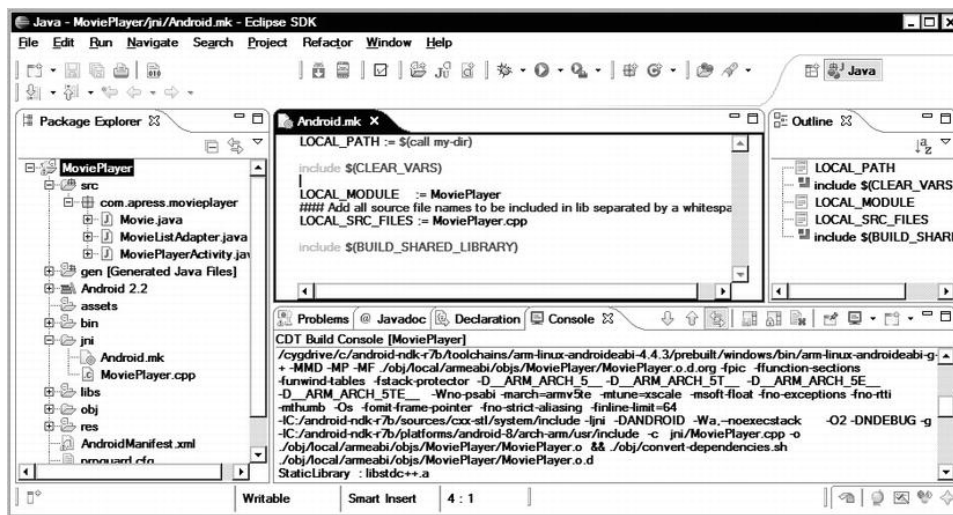 Java - MoviePlayer/jni/Android.mk - Eclipse SDK
File Edit Run Navigate Search Project Refactor Window Help
Java
Package Explorer
MoviePlayer
src
com.apress.movieplayer
Movie.java
MovieListAdapter.java
MoviePlayerActivity.jav
gen [Generated Java Files]
Android 2.2
assets
bin
jni
Android.mk
MoviePlayer.cpp
libs
obj
res
AndroidManifest.xml
proguard.cfg
Android.mk
LOCAL_PATH := $(call my-dir)
include $(CLEAR_VARS)
LOCAL_MODULE := MoviePlayer
#### Add all source file names to be included in lib separated by a whitespa
LOCAL_SRC_FILES := MoviePlayer.cpp
include $(BUILD_SHARED_LIBRARY)
Outline
LOCAL_PATH
include $(CLEAR_VARS
LOCAL_MODULE
LOCAL_SRC_FILES
include $(BUILD_SHARI
Problems @ Javadoc Declaration Console
CDT Build Console [MoviePlayer]
/cygdrive/c/android-ndk-r7b/toolchains/arm-linux-androideabi-4.4.3/prebuilt/windows/bin/arm-linux-androideabi-g-
+ -MMD -MP -MF ./obj/local/armeabi/objs/MoviePlayer/MoviePlayer.o.d.org -fpic -ffunction-sections
-funwind-tables -fstack-protector -D__ARM_ARCH_5__ -D__ARM_ARCH_5T__ -D__ARM_ARCH_5E__
-D__ARM_ARCH_5TE__ -Wno-psabi -march=armv5te -mtune=xscale -msoft-float -fno-exceptions -fno-rtti
-mthumb -Os -fomit-frame-pointer -fno-strict-aliasing -finline-limit=64
-IC:/android-ndk-r7b/sources/cxx-stl/system/include -Ijni -DANDROID -Wa,--noexecstack -O2 -DNDEBUG -g
-IC:/android-ndk-r7b/platforms/android-8/arch-arm/usr/include -c jni/MoviePlayer.cpp -o
./obj/local/armeabi/objs/MoviePlayer/MoviePlayer.o && ./obj/convert-dependencies.sh
./obj/local/armeabi/objs/MoviePlayer/MoviePlayer.o.d
StaticLibrary : libstdc++.a
Writable Smart Insert 4 : 1